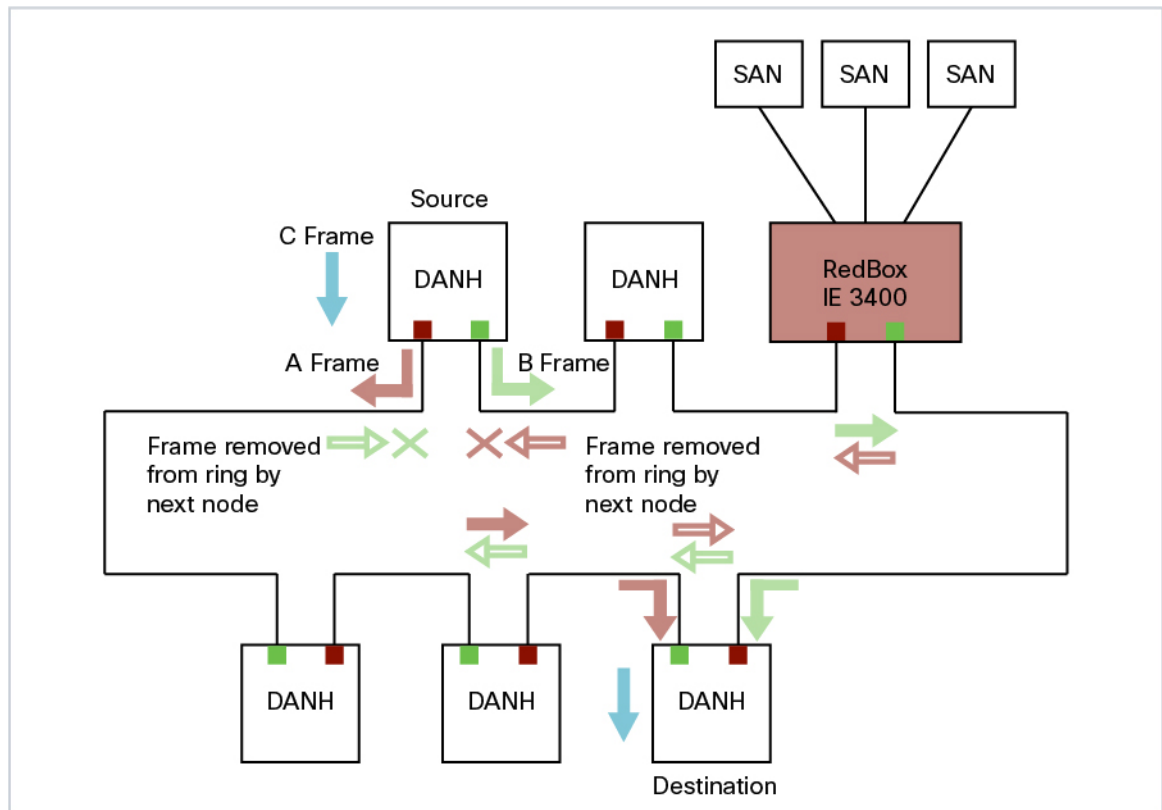 SAN
SAN
SAN
Source
C Frame
DANH
DANH
RedBox
IE 3400
A Frame
B Frame
Frame removed
from ring by
next node
Frame removed
from ring by
next node
DANH
DANH
DANH
Destination